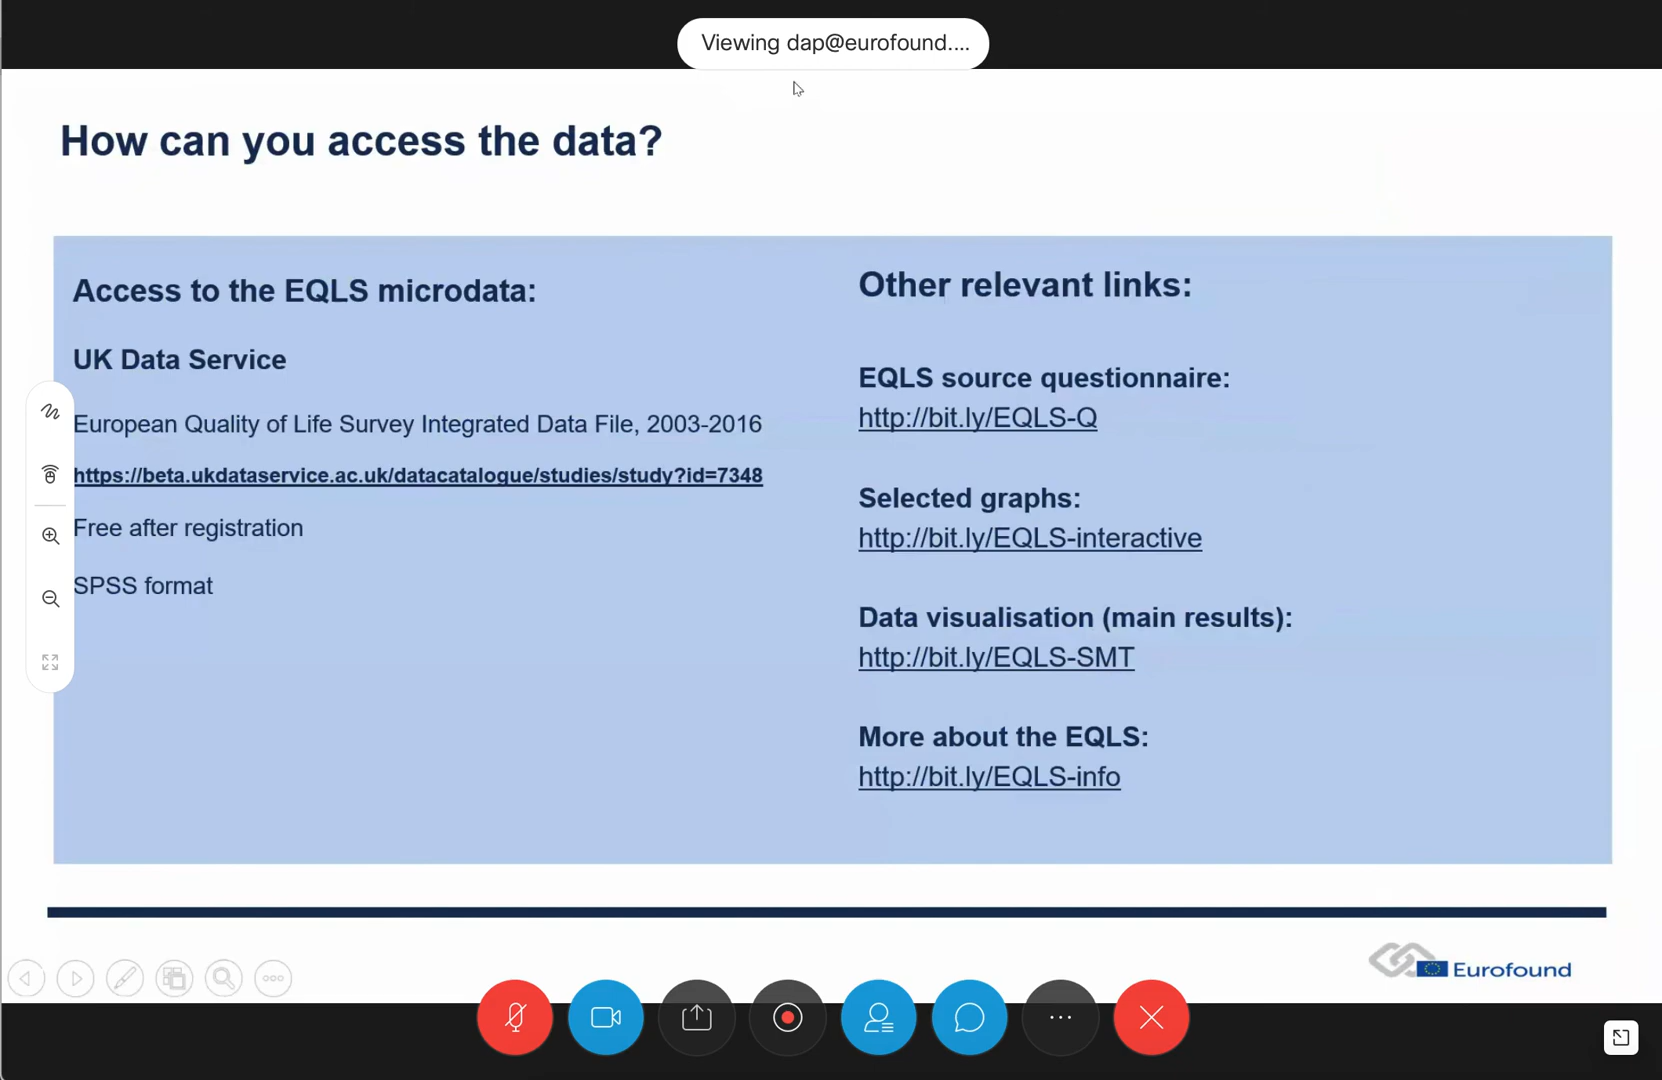 Viewing dap@eurofound....
How can you access the data?
Access to the EQLS microdata:
UK Data Service
European Quality of Life Survey Integrated Data File, 2003-2016
https://beta.ukdataservice.ac.uk/datacatalogue/studies/study?id=7348
Free after registration
SPSS format
Other relevant links:
EQLS source questionnaire:
http://bit.ly/EQLS-Q
Selected graphs:
http://bit.ly/EQLS-interactive
Data visualisation (main results):
http://bit.ly/EQLS-SMT
More about the EQLS:
http://bit.ly/EQLS-info
Eurofound